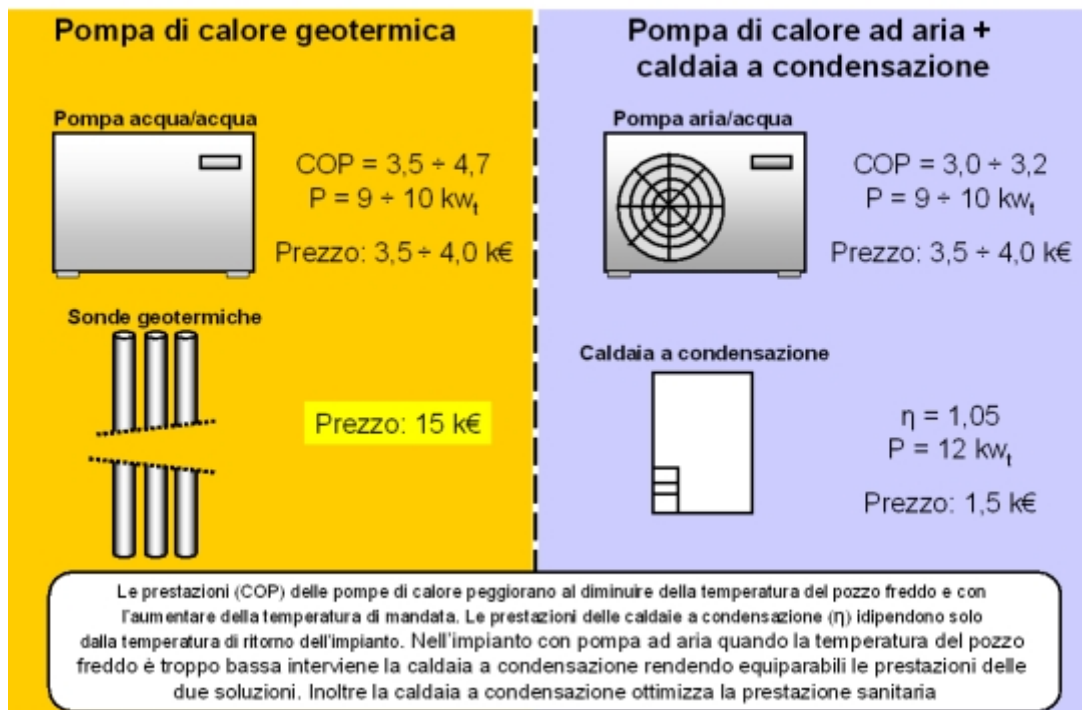 Pompa di calore geotermica
Pompa acqua/acqua
COP = 3,5 ÷ 4,7
P = 9 ÷ 10 kwt
Prezzo: 3,5 ÷ 4,0 k€
Sonde geotermiche
Prezzo: 15 k€
Pompa di calore ad aria +
caldaia a condensazione
Pompa aria/acqua
COP = 3,0 ÷ 3,2
P = 9 ÷ 10 kwt
Prezzo: 3,5 ÷ 4,0 k€
Caldaia a condensazione
η = 1,05
P = 12 kwt
Prezzo: 1,5 k€
Le prestazioni (COP) delle pompe di calore peggiorano al diminuire della temperatura del pozzo freddo e con
l'aumentare della temperatura di mandata. Le prestazioni delle caldaie a condensazione (η) idipendono solo
dalla temperatura di ritorno dell'impianto. Nell'impianto con pompa ad aria quando la temperatura del pozzo
freddo è troppo bassa interviene la caldaia a condensazione rendendo equiparabili le prestazioni delle
due soluzioni. Inoltre la caldaia a condensazione ottimizza la prestazione sanitaria